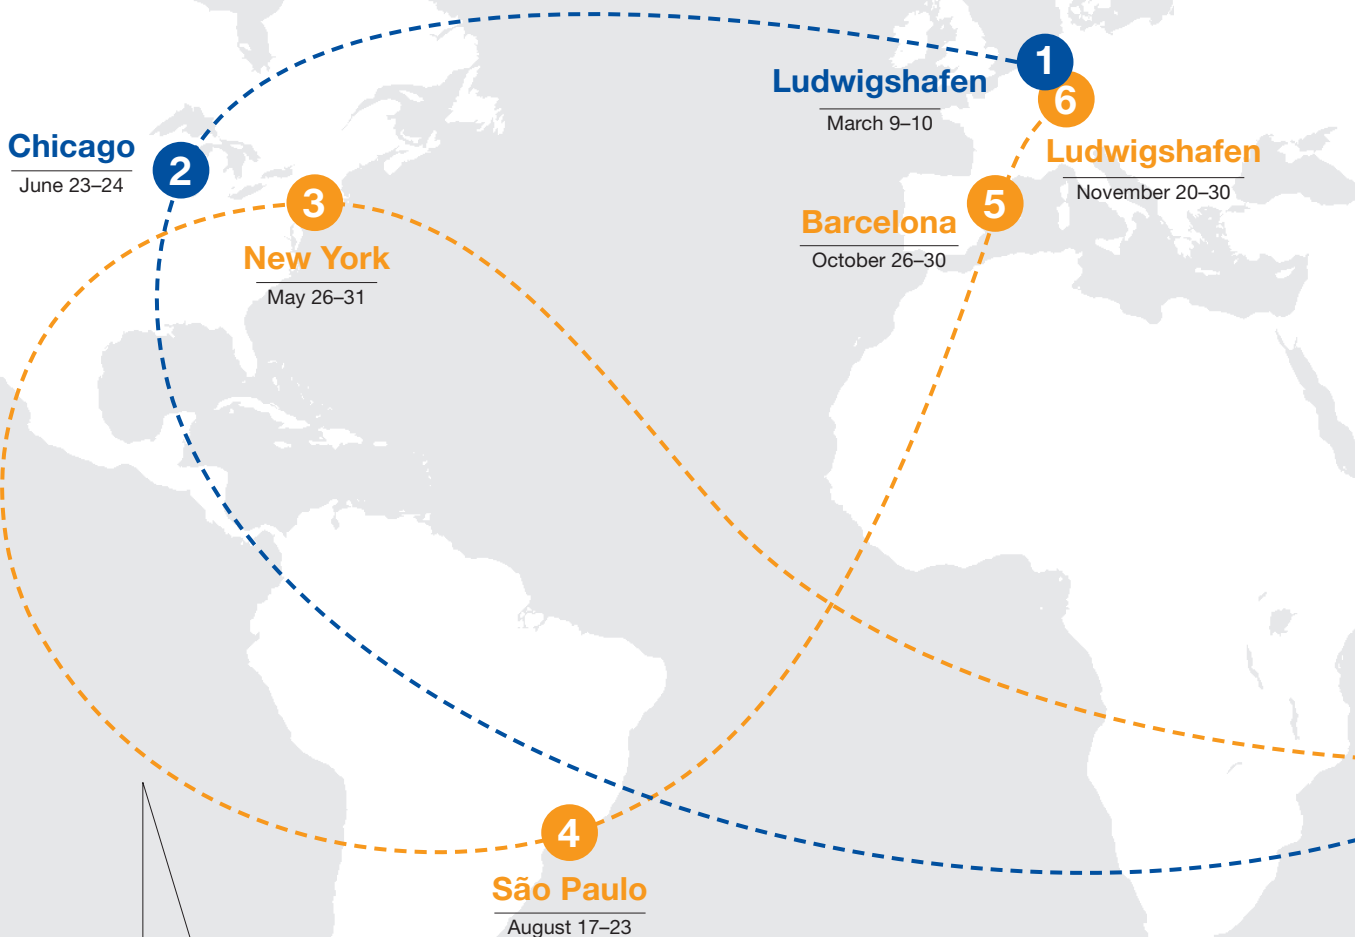 1
Ludwigshafen
March 9–10
6
Ludwigshafen
November 20–30
Chicago
June 23–24
2
3
New York
May 26–31
5
Barcelona
October 26–30
4
São Paulo
August 17–23